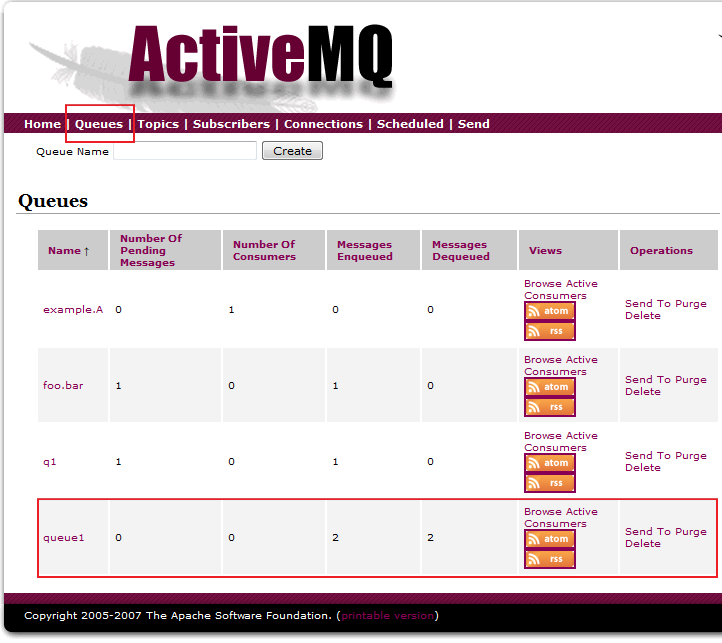 ActiveMQ
Home | Queues | Topics | Subscribers | Connections | Scheduled | Send
Queue Name Create
Queues
Name ↑ Number Of Pending Messages Number Of Consumers Messages Enqueued Messages Dequeued Views Operations
example.A 0 1 0 0 Browse Active Consumers atom rss Send To Purge Delete
foo.bar 1 0 1 0 Browse Active Consumers atom rss Send To Purge Delete
q1 1 0 1 0 Browse Active Consumers atom rss Send To Purge Delete
queue1 0 0 2 2 Browse Active Consumers atom rss Send To Purge Delete
Copyright 2005-2007 The Apache Software Foundation. (printable version)